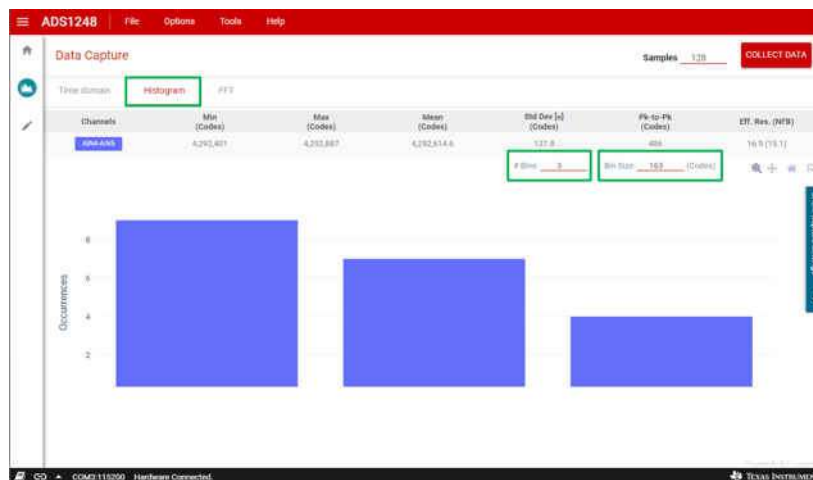 ADS1248 File Options Tools Help
Data Capture Samples 128 COLLECT DATA
Time domain Histogram FFT
Channels Min (Codes) Max (Codes) Mean (Codes) Std Dev [σ] (Codes) Pk-to-Pk (Codes) Eff. Res. (NFB)
AIN4-AIN5 4,292,401 4,292,887 4,292,614.6 127.8 486 16.9 (15.1)
# Bins 3 Bin Size 163 (Codes)
8
6
Occurrences
4
2
COM3:115200 Hardware Connected.
TEXAS INSTRUMEN